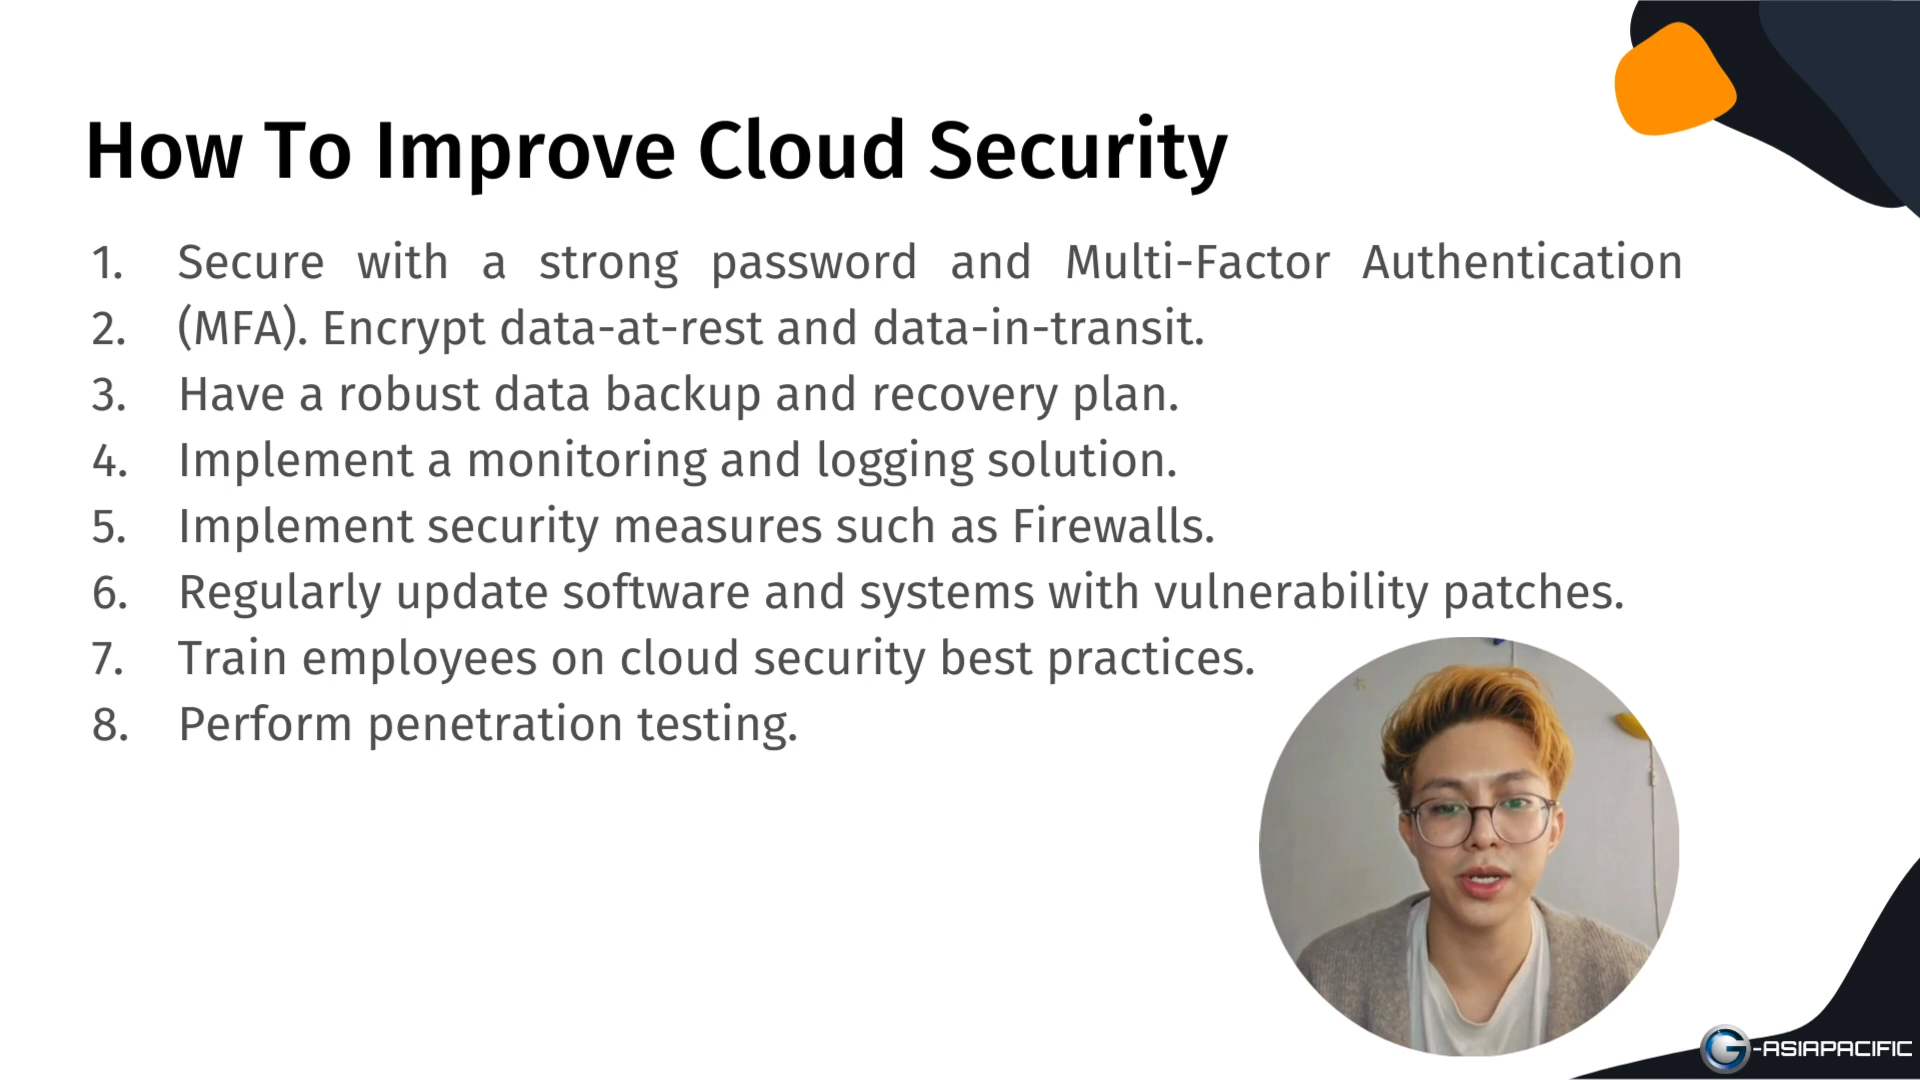 How To Improve Cloud Security
1. Secure with a strong password and Multi-Factor Authentication
2. (MFA). Encrypt data-at-rest and data-in-transit.
3. Have a robust data backup and recovery plan.
4. Implement a monitoring and logging solution.
5. Implement security measures such as Firewalls.
6. Regularly update software and systems with vulnerability patches.
7. Train employees on cloud security best practices.
8. Perform penetration testing.
G-ASIAPACIFIC